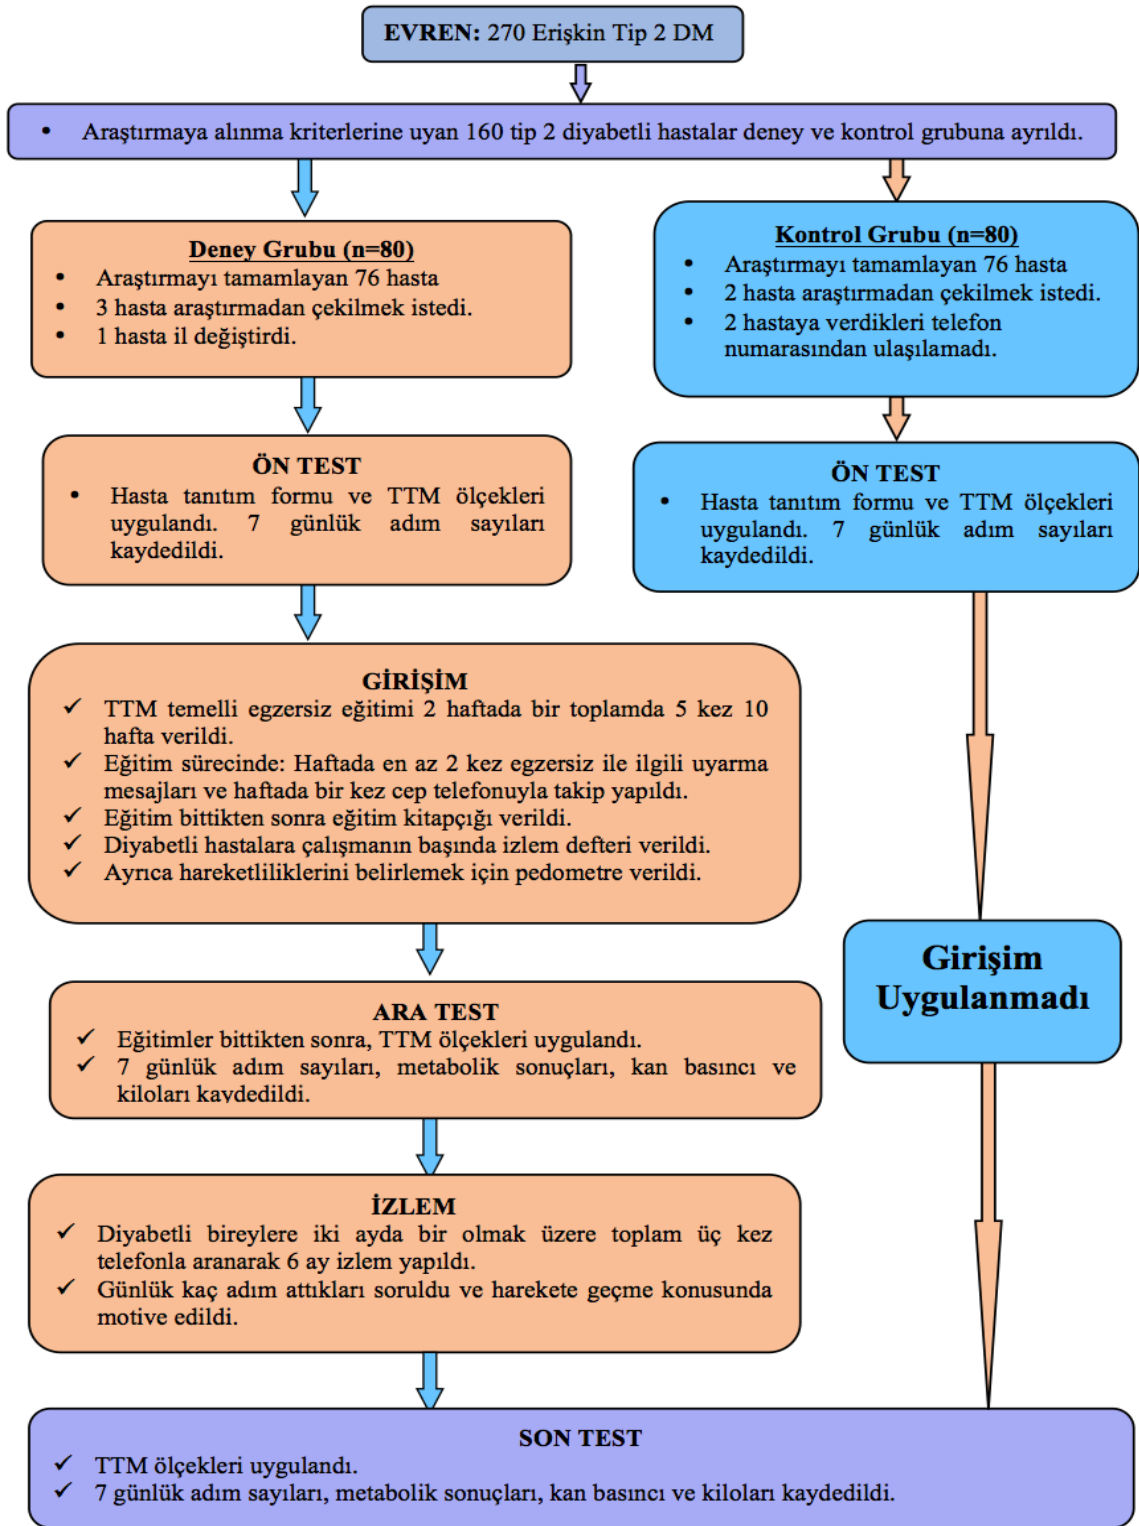 EVREN: 270 Erişkin Tip 2 DM
• Araştırmaya alınma kriterlerine uyan 160 tip 2 diyabetli hastalar deney ve kontrol grubuna ayrıldı.
Deney Grubu (n=80)
• Araştırmayı tamamlayan 76 hasta
• 3 hasta araştırmadan çekilmek istedi.
• 1 hasta il değiştirdi.
Kontrol Grubu (n=80)
• Araştırmayı tamamlayan 76 hasta
• 2 hasta araştırmadan çekilmek istedi.
• 2 hastaya verdikleri telefon
numarasından ulaşılamadı.
ÖN TEST
• Hasta tanıtım formu ve TTM ölçekleri
uygulandı. 7 günlük adım sayıları
kaydedildi.
ÖN TEST
• Hasta tanıtım formu ve TTM ölçekleri
uygulandı. 7 günlük adım sayıları
kaydedildi.
GİRİŞİM
✓ TTM temelli egzersiz eğitimi 2 haftada bir toplamda 5 kez 10
hafta verildi.
✓ Eğitim sürecinde: Haftada en az 2 kez egzersiz ile ilgili uyarma
mesajları ve haftada bir kez cep telefonuyla takip yapıldı.
✓ Eğitim bittikten sonra eğitim kitapçığı verildi.
✓ Diyabetli hastalara çalışmanın başında izlem defteri verildi.
✓ Ayrıca hareketliliklerini belirlemek için pedometre verildi.
Girişim
Uygulanmadı
ARA TEST
✓ Eğitimler bittikten sonra, TTM ölçekleri uygulandı.
✓ 7 günlük adım sayıları, metabolik sonuçları, kan basıncı ve
kiloları kaydedildi.
İZLEM
✓ Diyabetli bireylere iki ayda bir olmak üzere toplam üç kez
telefonla aranarak 6 ay izlem yapıldı.
✓ Günlük kaç adım attıkları soruldu ve harekete geçme konusunda
motive edildi.
SON TEST
✓ TTM ölçekleri uygulandı.
✓ 7 günlük adım sayıları, metabolik sonuçları, kan basıncı ve kiloları kaydedildi.